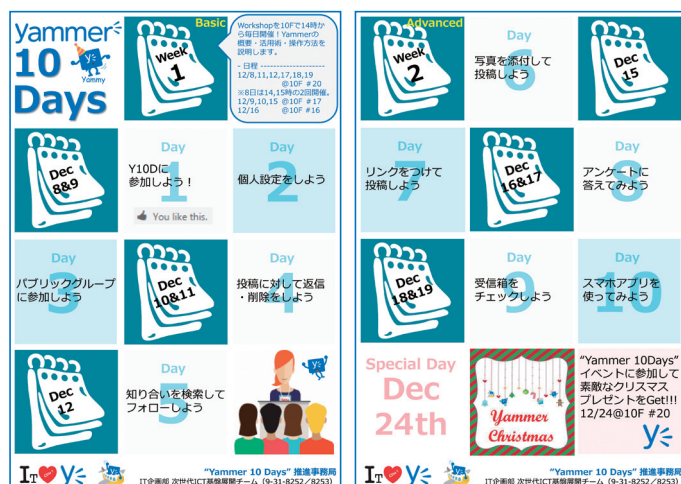 yammer
10
Days
Yammy
Basic
Week
1
Workshopを10Fで14時か
ら毎日開催！Yammerの
概要・活用術・操作方法を
説明します。
- 日程 --------------------
12/8,11,12,17,18,19
@10F #20
※8日は14,15時の2回開催。
12/9,10,15 @10F #17
12/16 @10F #16
Dec
8&9
Day
1
Y10Dに
参加しよう！
You like this.
Day
2
個人設定をしよう
Day
3
パブリックグループ
に参加しよう
Dec
10&11
Day
4
投稿に対して返信
・削除をしよう
Dec
12
Day
5
知り合いを検索して
フォローしよう
IT
"Yammer 10 Days" 推進事務局
IT企画部 次世代ICT基盤展開チーム（9-31-8252／8253）
Advanced
Week
2
Day
6
写真を添付して
投稿しよう
Dec
15
Day
7
リンクをつけて
投稿しよう
Dec
16&17
Day
8
アンケートに
答えてみよう
Dec
18&19
Day
9
受信箱を
チェックしよう
Day
10
スマホアプリを
使ってみよう
Special Day
Dec
24th
Yammer
Christmas
"Yammer 10Days"
イベントに参加して
素敵なクリスマス
プレゼントをGet!!!
12/24@10F #20
IT
"Yammer 10 Days" 推進事務局
IT企画部 次世代ICT基盤展開チーム（9-31-8252／8253）